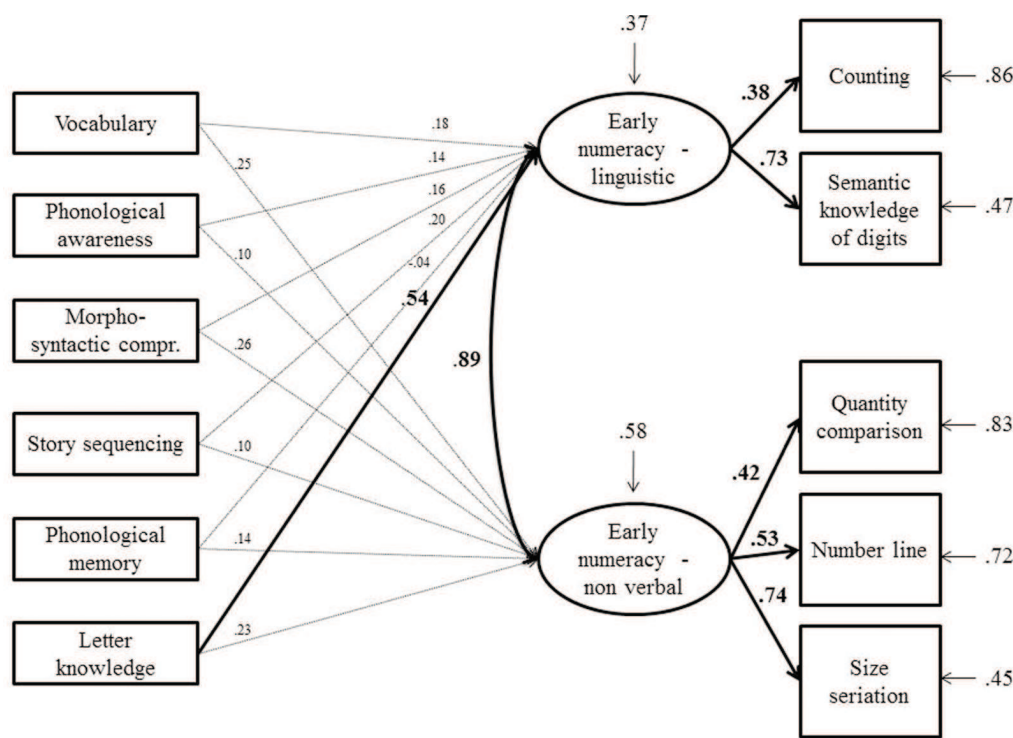 Vocabulary
Phonological
awareness
Morpho-
syntactic compr.
Story sequencing
Phonological
memory
Letter
knowledge
.18
.25
.14
.10
.16
.26
.20
.10
-.04
.14
.54
.23
.89
.37
Early
numeracy -
linguistic
.58
Early
numeracy -
non verbal
.38
.73
.42
.53
.74
Counting
.86
Semantic
knowledge
of digits
.47
Quantity
comparison
.83
Number line
.72
Size
seriation
.45